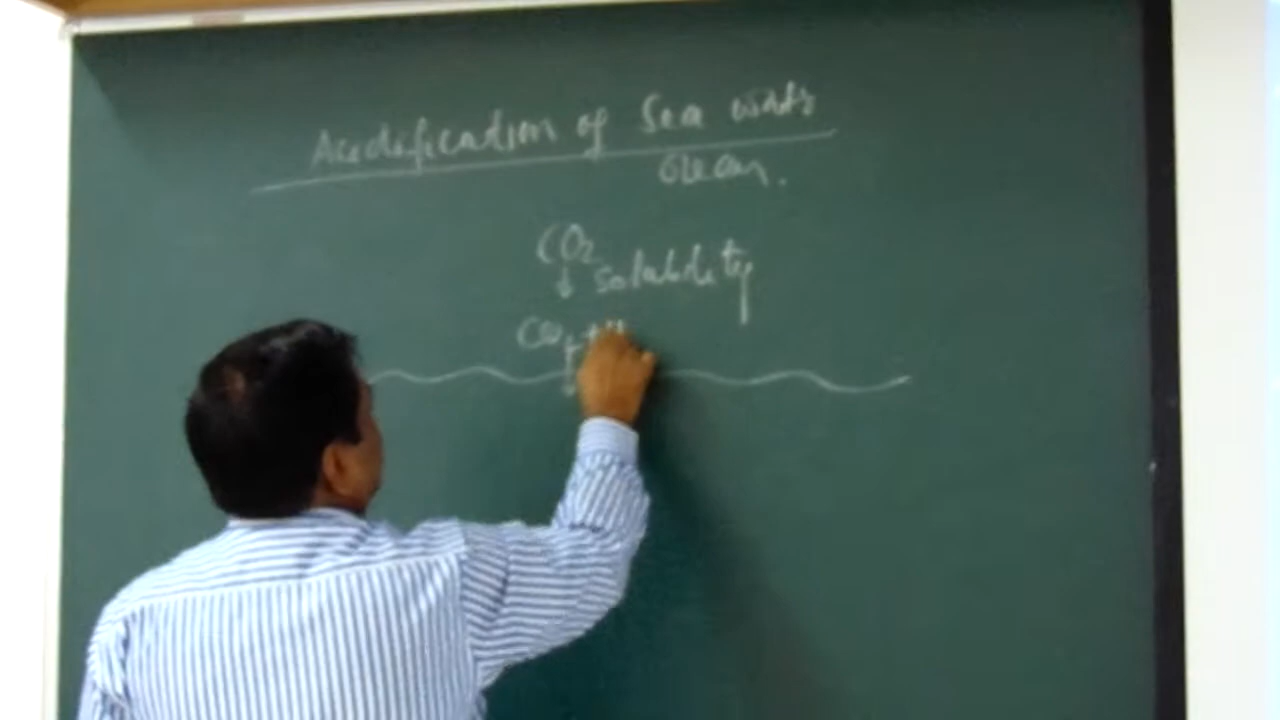 Acidification of Sea water
ocean.
CO2
solubility
CO2 + H